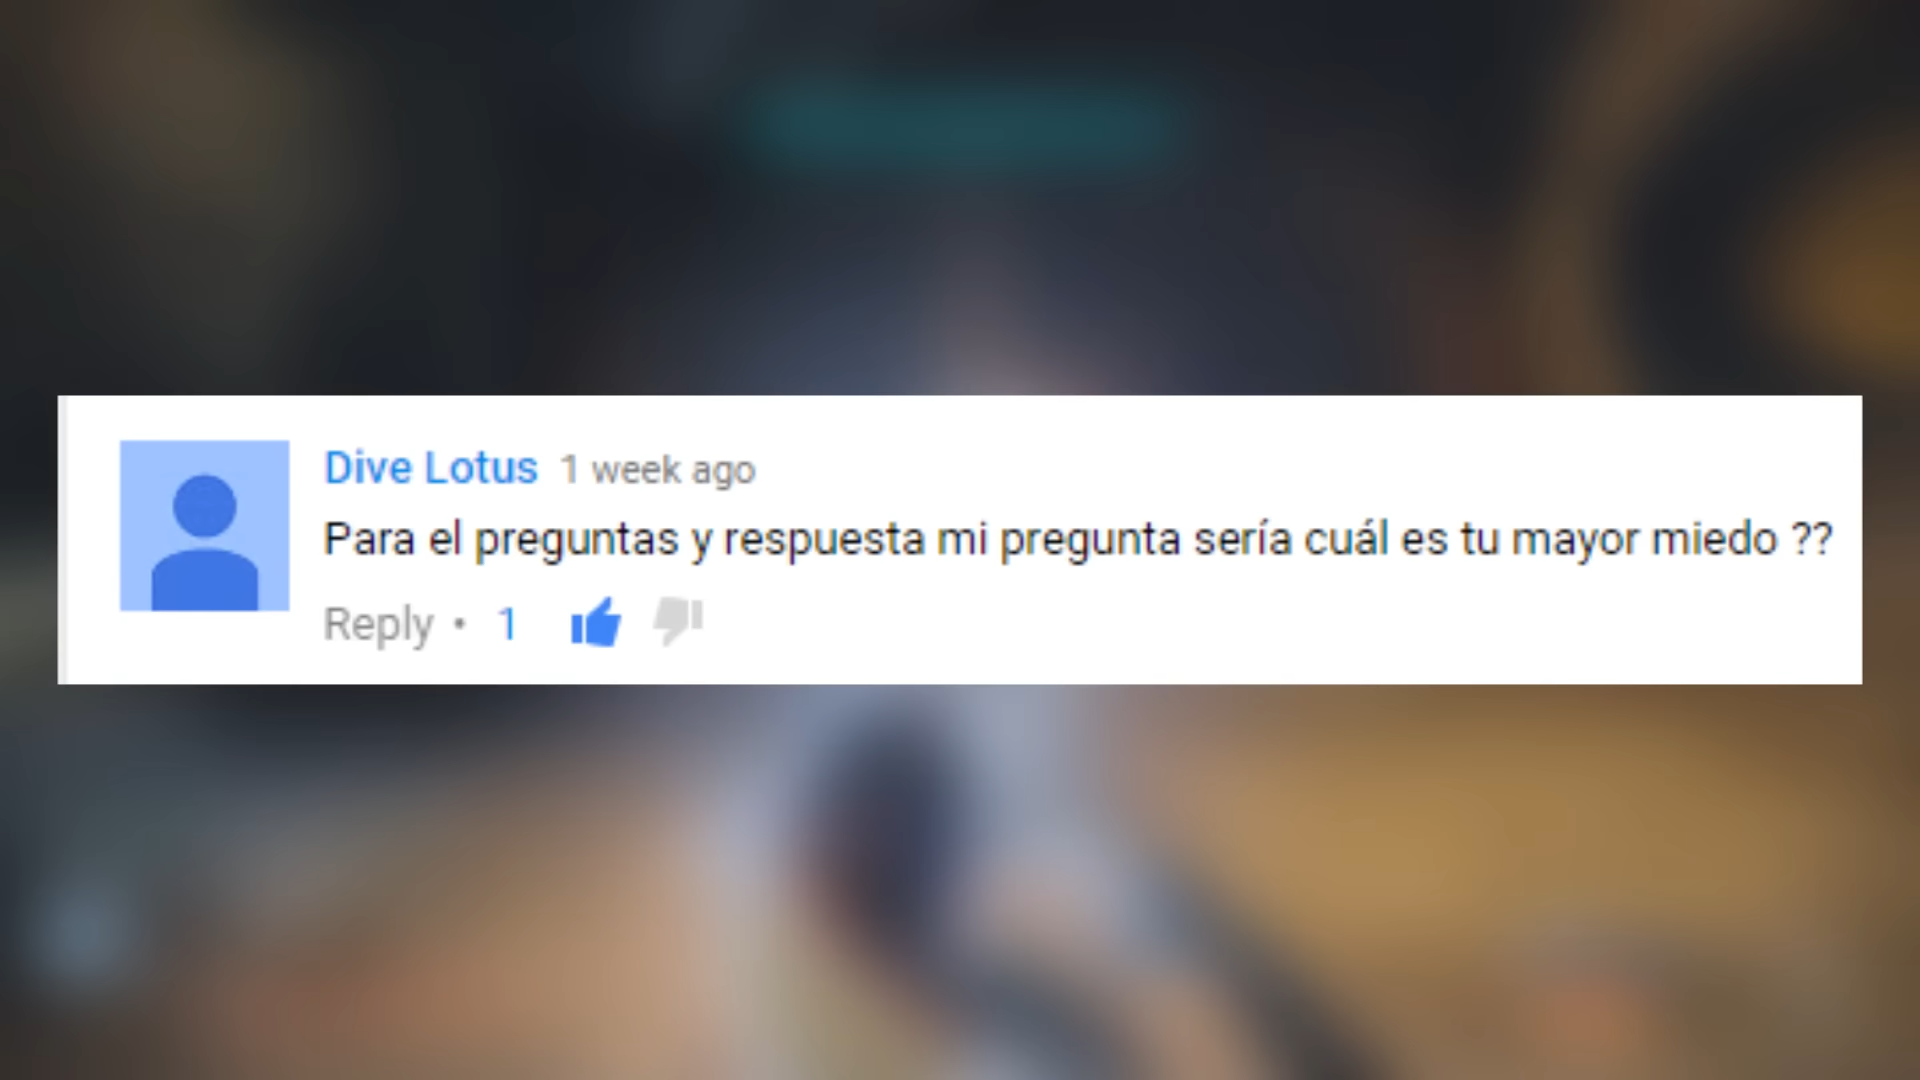 Dive Lotus 1 week ago
Para el preguntas y respuesta mi pregunta sería cuál es tu mayor miedo ??
Reply • 1